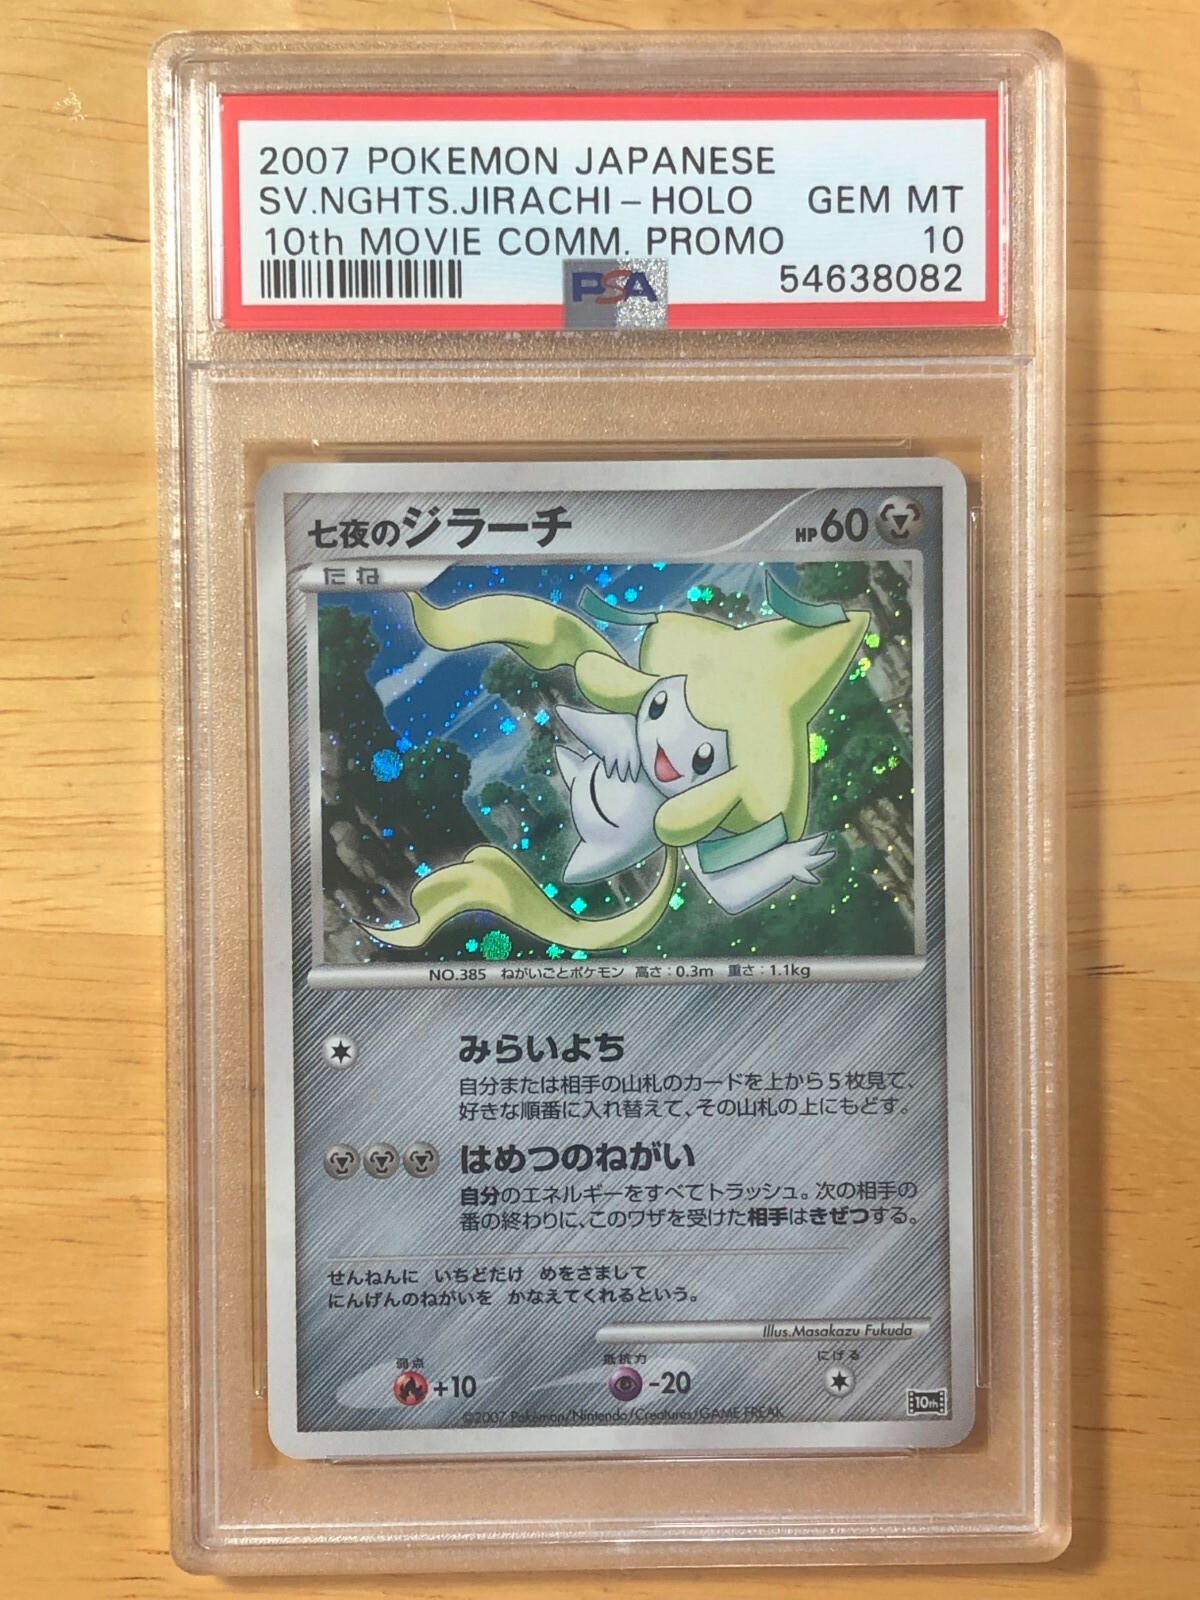 2007 POKEMON JAPANESE
SV.NGHTS.JIRACHI-HOLO GEM MT
10th MOVIE COMM. PROMO 10
PSA 54638082
七夜のジラーチ HP60
たね
NO.385 ねがいごとポケモン 高さ:0.3m 重さ:1.1kg
みらいよち
自分または相手の山札のカードを上から5枚見て、
好きな順番に入れ替えて、その山札の上にもどす。
はめつのねがい
自分のエネルギーをすべてトラッシュ。次の相手の
番の終わりに、このワザを受けた相手はきぜつする。
せんねんに いちどだけ めをさまして
にんげんのねがいを かなえてくれるという。
Illus.Masakazu Fukuda
弱点 抵抗力 にげる
+10 -20
©2007 Pokémon/Nintendo/Creatures/GAME FREAK
10th